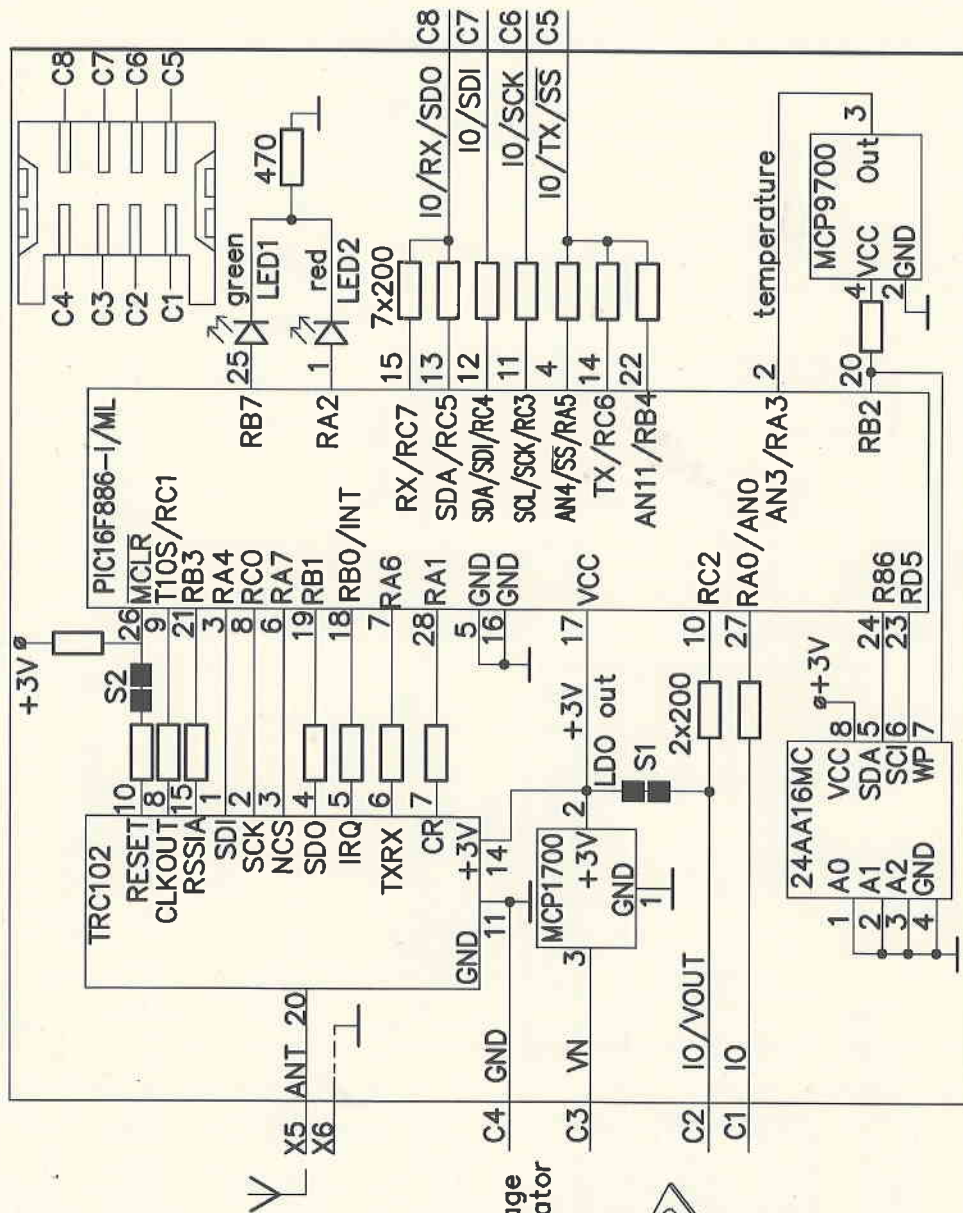 C4
C3
C2
C1
C8
C7
C6
C5
+3V
S2
TRC102
RESET 10
CLKOUT 8
RSSIA 15
SDI 1
SCK 2
NCS 3
SDO 4
IRQ 5
TXRX 6
CR 7
+3V 14
GND 11
X5 ANT 20
X6
PIC16F886-I/ML
26 MCLR
9 T1OS/RC1
21 RB3
3 RA4
8 RC0
6 RA7
19 RB1
18 RB0/INT
7 RA6
28 RA1
5 GND
16 GND
17 VCC
10 RC2
27 RA0/AN0
24 R86
23 RD5
RB7 25
green
LED1
470
RA2 1
red
LED2
7x200
RX/RC7 15
SDA/RC5 13
SDA/SDI/RC4 12
SCL/SCK/RC3 11
AN4/SS/RA5 4
TX/RC6 14
AN11/RB4 22
AN3/RA3 2
RB2 20
IO/RX/SDO C8
IO/SDI C7
IO/SCK C6
IO/TX/SS C5
temperature
MCP9700
4 VCC
Out 3
2 GND
C4 GND
C3 VN
MCP1700
3
+3V 2
GND
1
+3V
LDO out
S1
2x200
C2 IO/VOUT
C1 IO
24AA16MC
1 A0
2 A1
3 A2
4 GND
VCC 8
SDA 5
SCI 6
WP 7
+3V